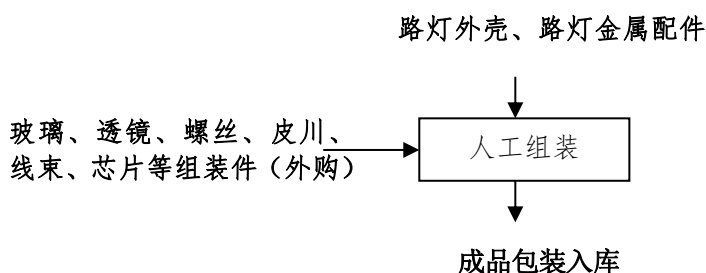 路灯外壳、路灯金属配件
玻璃、透镜、螺丝、皮川、
线束、芯片等组装件（外购）
人工组装
成品包装入库